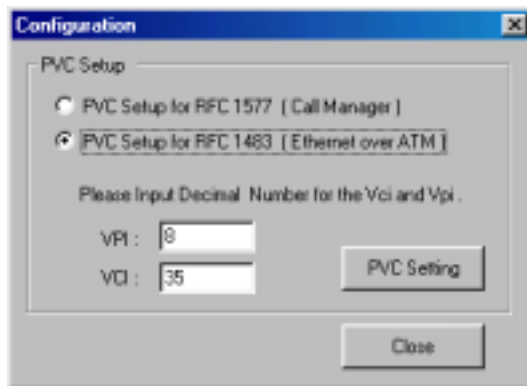 Configuration
PVC Setup
PVC Setup for RFC 1577 ( Call Manager )
PVC Setup for RFC 1483 ( Ethernet over ATM )
Please Input Decimal Number for the Vci and Vpi .
VPI : 8
VCI : 35
PVC Setting
Close